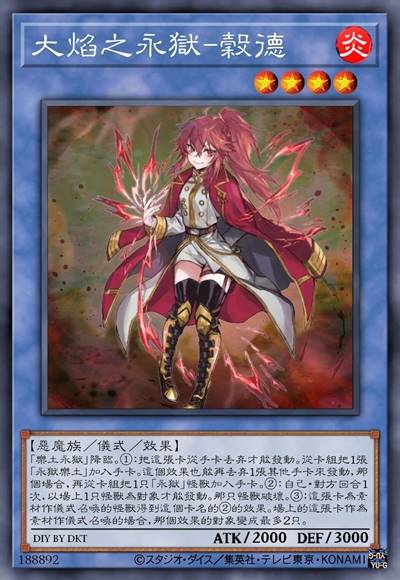 大焰之永獄-穀德
炎
【惡魔族／儀式／效果】
「樂土永獄」降臨。①：把這張卡從手卡去弃才能發動。從卡組把1張
「永獄樂土」加入手卡。這個效果也能再丟弃1張其他手卡來發動，那
個場合，再從卡組把1只「永獄」怪獸加入手卡。②：自己·對方回合1
次，以場上1只怪獸為對象才能發動。那只怪獸破壞。③：這張卡為素
材作儀式召喚的怪獸得到這個卡名的②的效果。場上的這張卡作為
素材作儀式召喚的場合，那個效果的對象變成最多2只。
DIY BY DKT
ATK/2000 DEF/3000
188892
©スタジオ・ダイス／集英社・テレビ東京・KONAMI